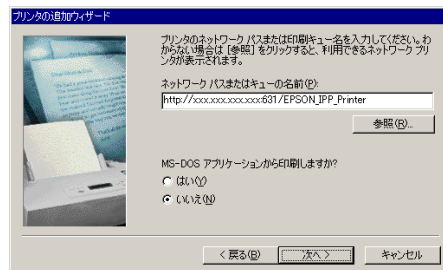 プリンタの追加ウィザード
プリンタのネットワーク パスまたは印刷キュー名を入力してください。わ
からない場合は [参照] をクリックすると、利用できるネットワーク プリ
ンタが表示されます。
ネットワーク パスまたはキューの名前(P):
http://xxx.xxx.xxx.xxx:631/EPSON_IPP_Printer
参照(R)...
MS-DOS アプリケーションから印刷しますか?
はい(Y)
いいえ(N)
< 戻る(B)
次へ >
キャンセル